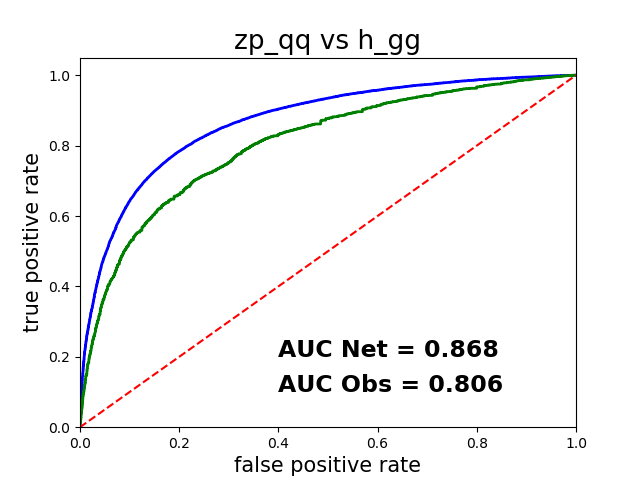 zp_qq vs h_gg
true positive rate
1.0
0.8
0.6
0.4
0.2
0.0
AUC Net = 0.868
AUC Obs = 0.806
0.0 0.2 0.4 0.6 0.8 1.0
false positive rate